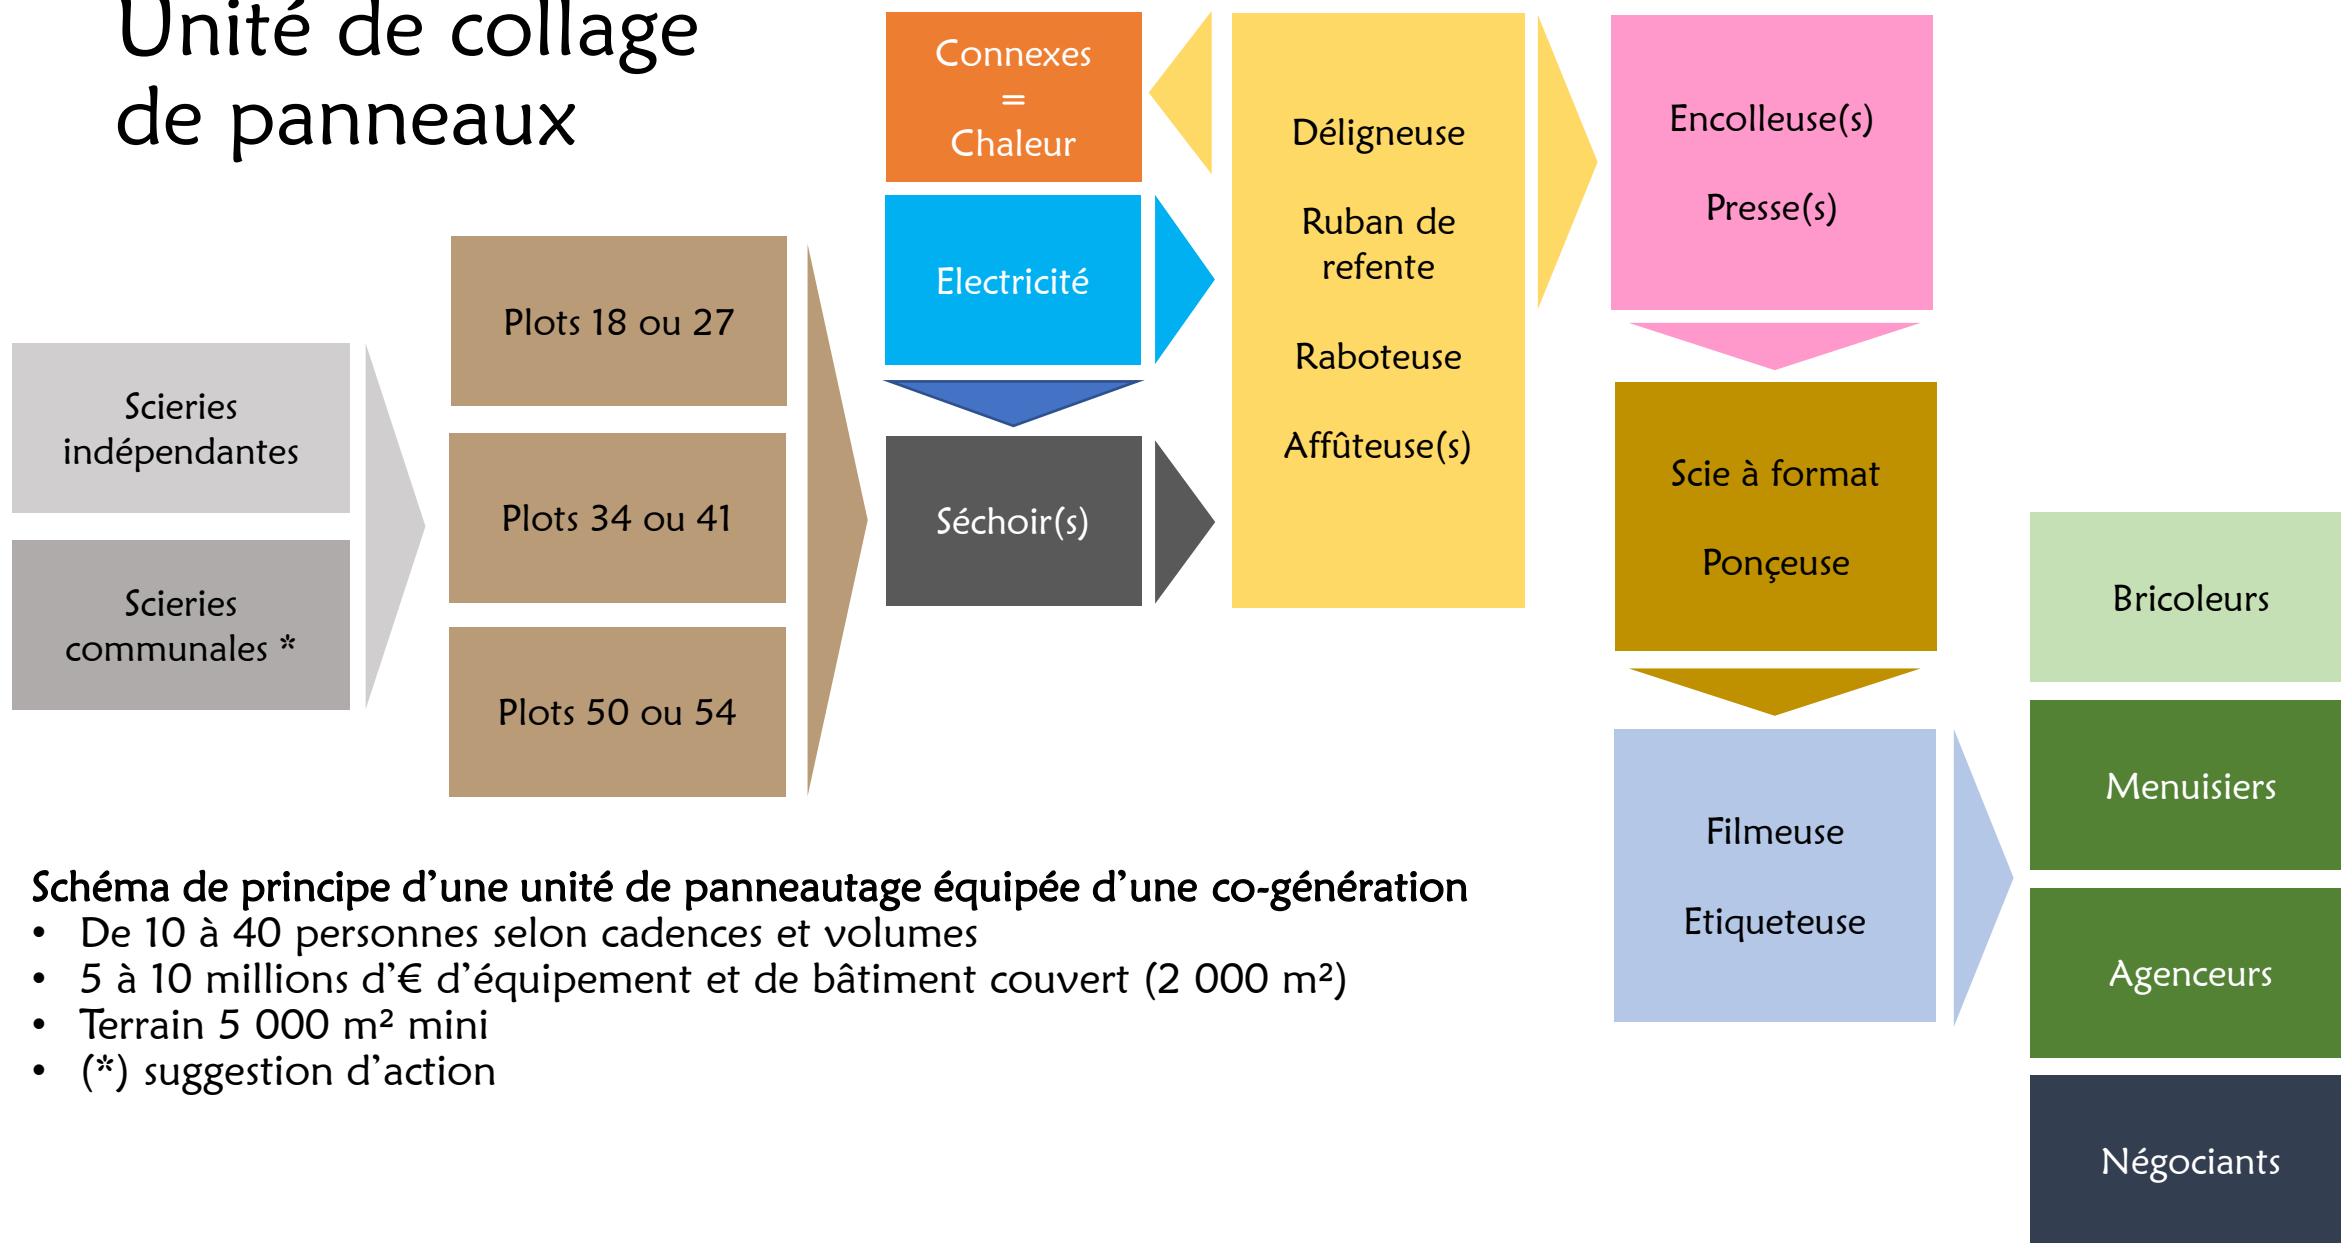 Unité de collage
de panneaux
Scieries
indépendantes
Scieries
communales *
Plots 18 ou 27
Plots 34 ou 41
Plots 50 ou 54
Connexes
=
Chaleur
Electricité
Séchoir(s)
Déligneuse
Ruban de
refente
Raboteuse
Affûteuse(s)
Encolleuse(s)
Presse(s)
Scie à format
Ponçeuse
Filmeuse
Etiqueteuse
Bricoleurs
Menuisiers
Agenceurs
Négociants
Schéma de principe d’une unité de panneautage équipée d’une co-génération
• De 10 à 40 personnes selon cadences et volumes
• 5 à 10 millions d’€ d’équipement et de bâtiment couvert (2 000 m²)
• Terrain 5 000 m² mini
• (*) suggestion d’action